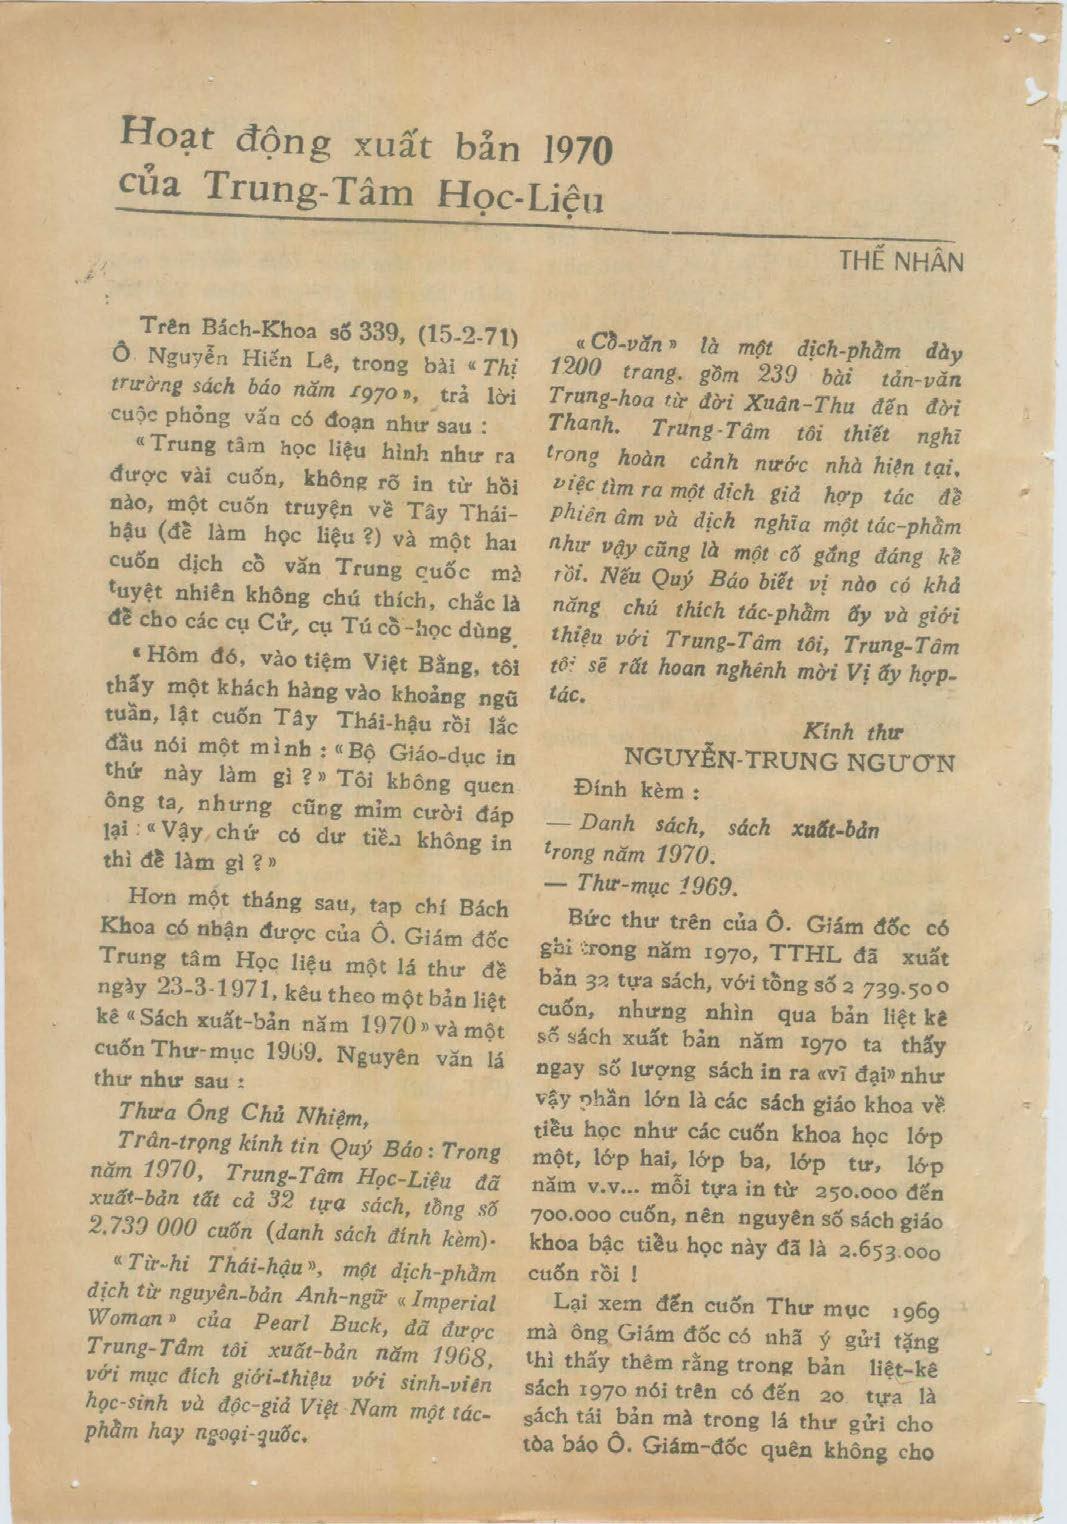 Hoạt động xuất bản 1970
của Trung-Tâm Học-Liệu
THẾ NHÂN
Trên Bách-Khoa số 339, (15-2-71)
Ô Nguyễn Hiến Lê, trong bài « Thị
trường sách báo năm 1970», trả lời
cuộc phỏng vấn có đoạn như sau :
«Trung tâm học liệu hình như ra
được vài cuốn, không rõ in từ hồi
nào, một cuốn truyện về Tây Thái-
hậu (để làm học liệu ?) và một hai
cuốn dịch cổ văn Trung quốc mà
tuyệt nhiên không chú thích, chắc là
để cho các cụ Cử, cụ Tú cổ-học dùng.
«Hôm đó, vào tiệm Việt Bằng, tôi
thấy một khách hàng vào khoảng ngũ
tuần, lật cuốn Tây Thái-hậu rồi lắc
đầu nói một mình : «Bộ Giáo-dục in
thứ này làm gì ?» Tôi không quen
ông ta, nhưng cũng mỉm cười đáp
lại : «Vậy chứ có dư tiền không in
thì để làm gì ?»
Hơn một tháng sau, tạp chí Bách
Khoa có nhận được của Ô. Giám đốc
Trung tâm Học liệu một lá thư đề
ngày 23-3-1971, kêu theo một bản liệt
kê «Sách xuất-bản năm 1970» và một
cuốn Thư-mục 1969. Nguyên văn lá
thư như sau :
Thưa Ông Chủ Nhiệm,
Trân-trọng kính tin Quý Báo : Trong
năm 1970, Trung-Tâm Học-Liệu đã
xuất-bản tất cả 32 tựa sách, tổng số
2.739 000 cuốn (danh sách đính kèm).
«Từ-hi Thái-hậu», một dịch-phẩm
dịch từ nguyên-bản Anh-ngữ «Imperial
Woman» của Pearl Buck, đã được
Trung-Tâm tôi xuất-bản năm 1968,
với mục đích giới-thiệu với sinh-viên
học-sinh và độc-giả Việt Nam một tác-
phẩm hay ngoại-quốc.
«Cổ-văn» là một dịch-phẩm dày
1200 trang. gồm 239 bài tản-văn
Trung-hoa từ đời Xuân-Thu đến đời
Thanh. Trung-Tâm tôi thiết nghĩ
trong hoàn cảnh nước nhà hiện tại,
việc tìm ra một dịch giả hợp tác để
phiên âm và dịch nghĩa một tác-phẩm
như vậy cũng là một cố gắng đáng kể
rồi. Nếu Quý Báo biết vị nào có khả
năng chú thích tác-phẩm ấy và giới
thiệu với Trung-Tâm tôi, Trung-Tâm
tôi sẽ rất hoan nghênh mời Vị ấy hợp-
tác.
Kính thư
NGUYỄN-TRUNG NGƯƠN
Đính kèm :
— Danh sách, sách xuất-bản
trong năm 1970.
— Thư-mục 1969.
Bức thư trên của Ô. Giám đốc có
ghi trong năm 1970, TTHL đã xuất
bản 32 tựa sách, với tổng số 2 739.500
cuốn, nhưng nhìn qua bản liệt kê
số sách xuất bản năm 1970 ta thấy
ngay số lượng sách in ra «vĩ đại» như
vậy phần lớn là các sách giáo khoa về
tiểu học như các cuốn khoa học lớp
một, lớp hai, lớp ba, lớp tư, lớp
năm v.v... mỗi tựa in từ 250.000 đến
700.000 cuốn, nên nguyên số sách giáo
khoa bậc tiểu học này đã là 2.653.000
cuốn rồi !
Lại xem đến cuốn Thư mục 1969
mà ông Giám đốc có nhã ý gửi tặng
thì thấy thêm rằng trong bản liệt-kê
sách 1970 nói trên có đến 20 tựa là
sách tái bản mà trong lá thư gửi cho
tòa báo Ô. Giám-đốc quên không cho